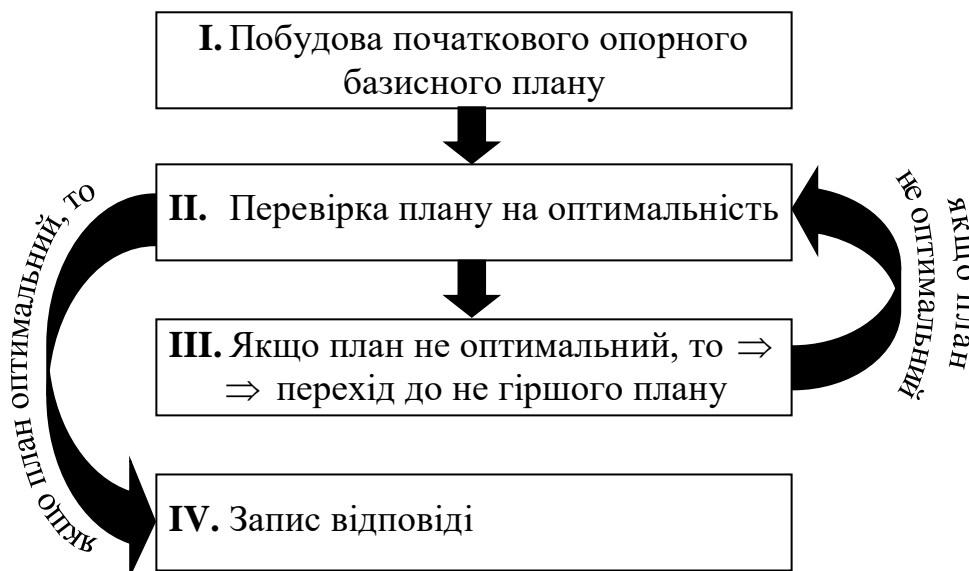 I. Побудова початкового опорного
базисного плану
II. Перевірка плану на оптимальність
III. Якщо план не оптимальний, то ⇒
⇒ перехід до не гіршого плану
IV. Запис відповіді
якщо план оптимальний, то
якщо план
не оптимальний